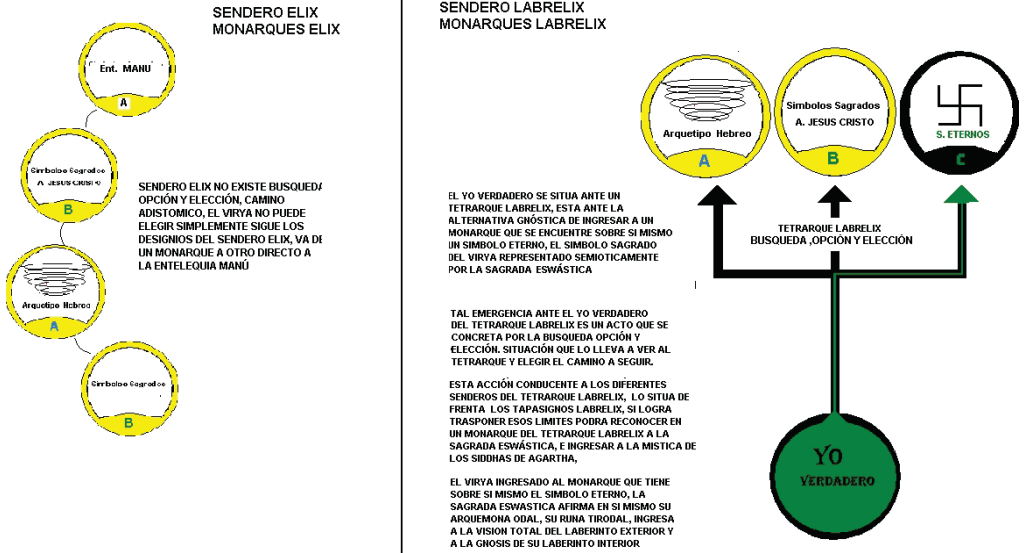 SENDERO ELIX
MONARQUES ELIX
Ent. MANÚ
A
Simbolos Sagrados
A. JESUS CRISTO
B
SENDERO ELIX NO EXISTE BUSQUEDA
OPCIÓN Y ELECCIÓN, CAMINO
ADISTOMICO, EL VIRYA NO PUEDE
ELEGIR SIMPLEMENTE SIGUE LOS
DESIGNIOS DEL SENDERO ELIX, VA DE
UN MONARQUE A OTRO DIRECTO A
LA ENTELEQUIA MANÚ
Arquetipo Hebreo
A
Simbolos Sagrados
B
SENDERO LABRELIX
MONARQUES LABRELIX
Arquetipo Hebreo
A
Simbolos Sagrados
A. JESUS CRISTO
B
S. ETERNOS
C
EL YO VERDADERO SE SITUA ANTE UN
TETRARQUE LABRELIX, ESTA ANTE LA
ALTERNATIVA GNÓSTICA DE INGRESAR A UN
MONARQUE QUE SE ENCUENTRE SOBRE SI MISMO
UN SIMBOLO ETERNO, EL SIMBOLO SAGRADO
DEL VIRYA REPRESENTADO SEMIOTICAMENTE
POR LA SAGRADA ESWÁSTICA
TETRARQUE LABRELIX
BUSQUEDA ,OPCIÓN Y ELECCIÓN
TAL EMERGENCIA ANTE EL YO VERDADERO
DEL TETRARQUE LABRELIX ES UN ACTO QUE SE
CONCRETA POR LA BUSQUEDA OPCIÓN Y
ELECCIÓN. SITUACIÓN QUE LO LLEVA A VER AL
TETRARQUE Y ELEGIR EL CAMINO A SEGUIR.
ESTA ACCIÓN CONDUCENTE A LOS DIFERENTES
SENDEROS DEL TETRARQUE LABRELIX, LO SITUA DE
FRENTA LOS TAPASIGNOS LABRELIX, SI LOGRA
TRASPONER ESOS LIMITES PODRA RECONOCER EN
UN MONARQUE DEL TETRARQUE LABRELIX A LA
SAGRADA ESWÁSTICA, E INGRESAR A LA MISTICA DE
LOS SIDDHAS DE AGARTHA,
EL VIRYA INGRESADO AL MONARQUE QUE TIENE
SOBRE SI MISMO EL SIMBOLO ETERNO, LA
SAGRADA ESWASTICA AFIRMA EN SI MISMO SU
ARQUEMONA ODAL, SU RUNA TIRODAL, INGRESA
A LA VISION TOTAL DEL LABERINTO EXTERIOR Y
A LA GNOSIS DE SU LABERINTO INTERIOR
YO
VERDADERO